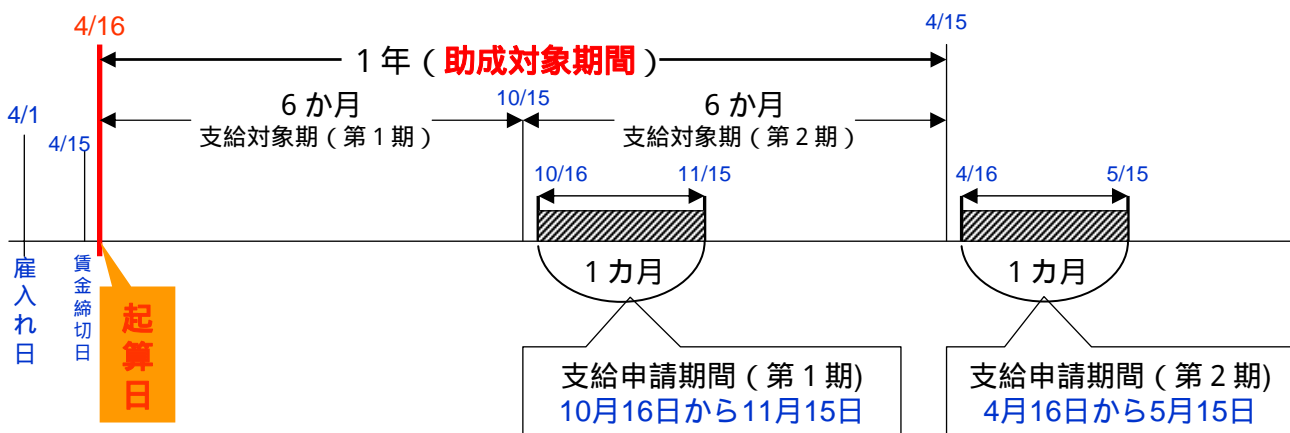 4/16
4/15
1年（助成対象期間）
6か月
10/15
6か月
4/1
4/15
支給対象期（第1期）
支給対象期（第2期）
10/16
11/15
4/16
5/15
1カ月
1カ月
雇入れ日
賃金締切日
起算日
支給申請期間（第1期)
10月16日から11月15日
支給申請期間（第2期)
4月16日から5月15日